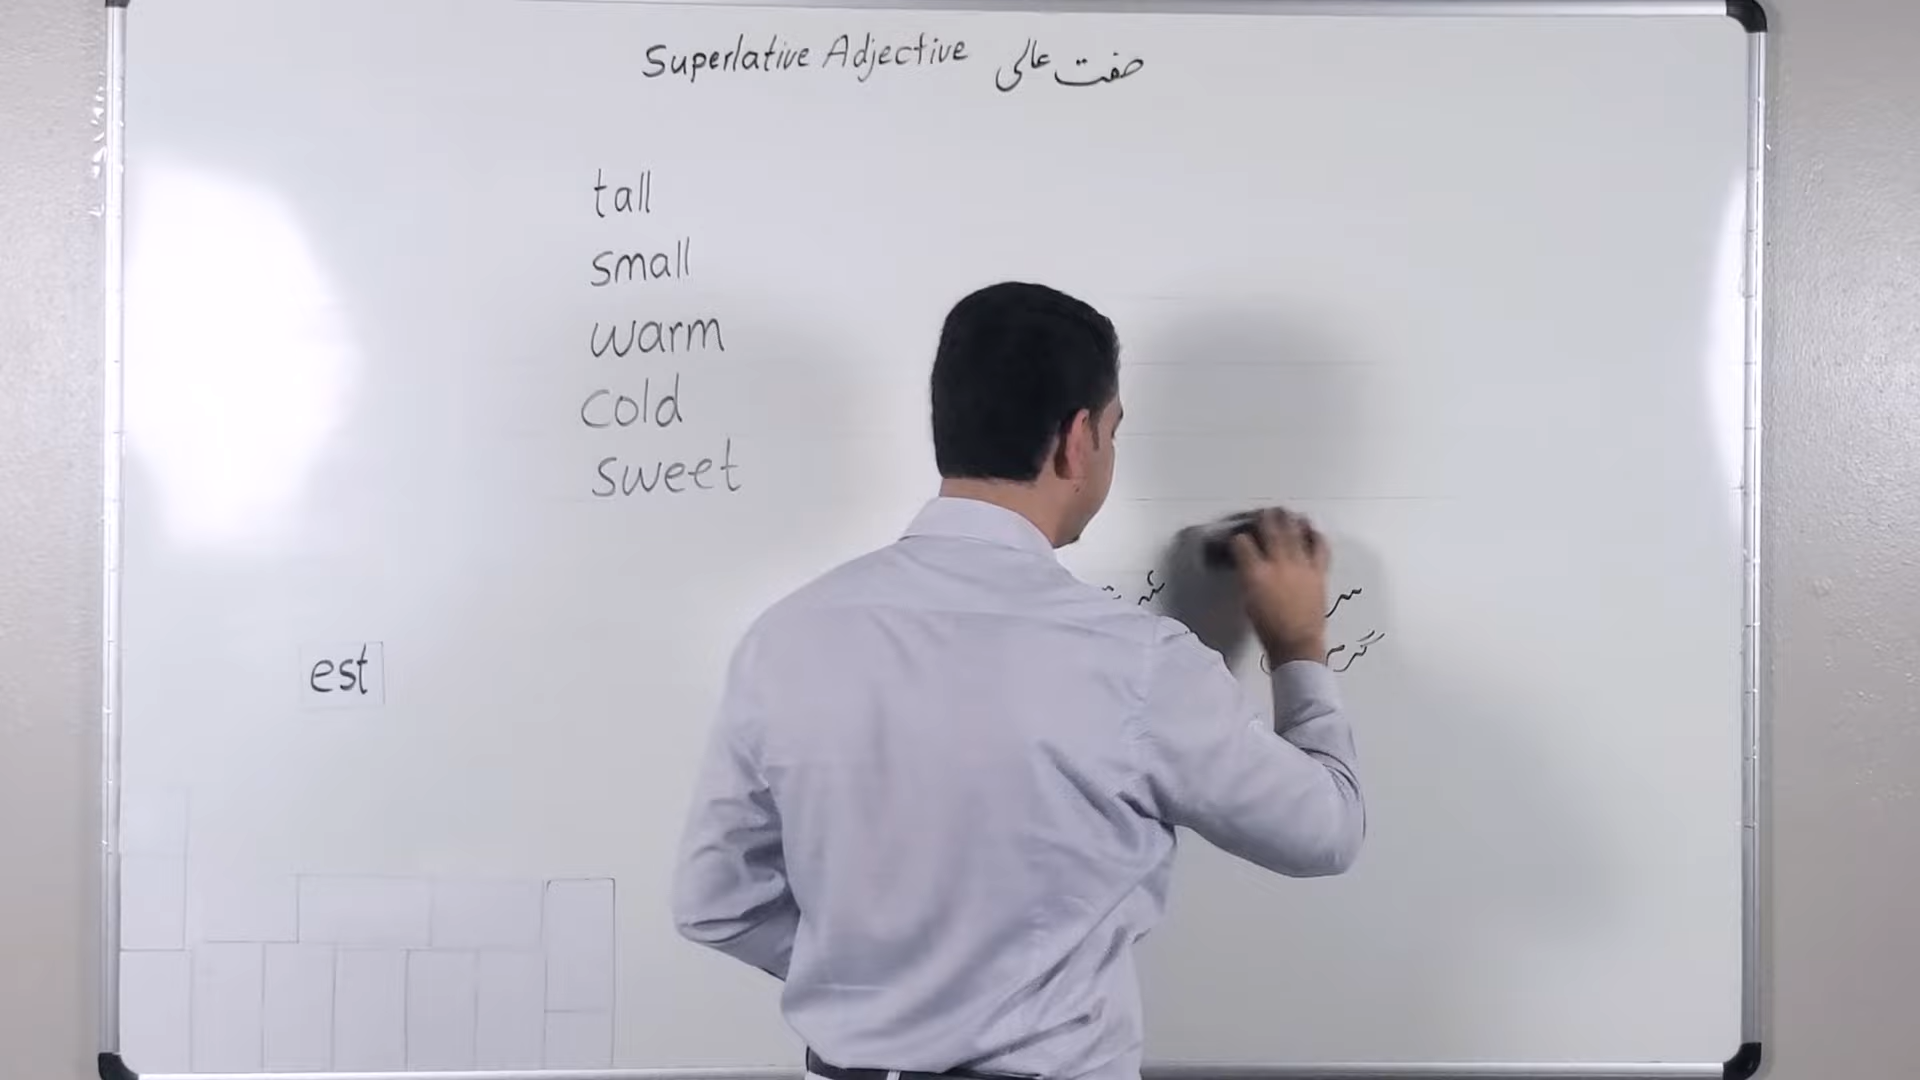 Superlative Adjective صفت عالی
tall
small
warm
cold
sweet
est